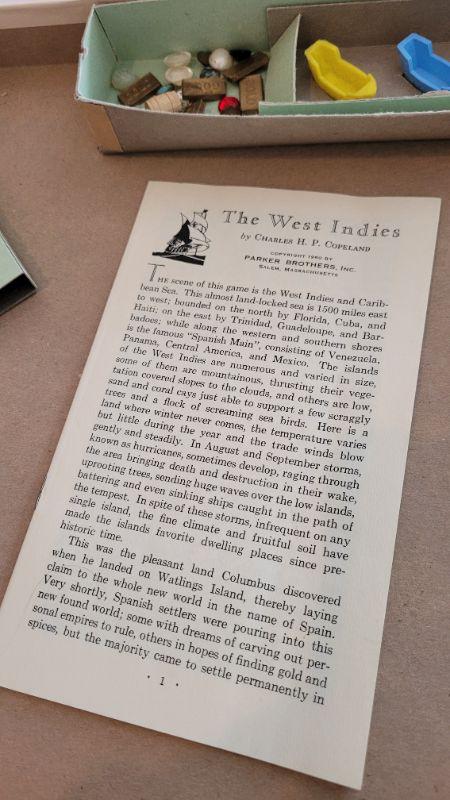 The West Indies
by Charles H. P. Copeland
COPYRIGHT 1960 BY
PARKER BROTHERS, INC.
SALEM, MASSACHUSETTS
The scene of this game is the West Indies and Carib-
bean Sea. This almost land-locked sea is 1500 miles east
to west; bounded on the north by Florida, Cuba, and
Haiti; on the east by Trinidad, Guadeloupe, and Bar-
badoes; while along the western and southern shores
is the famous "Spanish Main", consisting of Venezuela,
Panama, Central America, and Mexico. The islands
of the West Indies are numerous and varied in size,
some of them are mountainous, thrusting their vege-
tation covered slopes to the clouds, and others are low,
sand and coral cays just able to support a few scraggly
trees and a flock of screaming sea birds. Here is a
land where winter never comes, the temperature varies
but little during the year and the trade winds blow
gently and steadily. In August and September storms,
known as hurricanes, sometimes develop, raging through
the area bringing death and destruction in their wake,
uprooting trees, sending huge waves over the low islands,
battering and even sinking ships caught in the path of
the tempest. In spite of these storms, infrequent on any
single island, the fine climate and fruitful soil have
made the islands favorite dwelling places since pre-
historic time.
This was the pleasant land Columbus discovered
when he landed on Watlings Island, thereby laying
claim to the whole new world in the name of Spain.
Very shortly, Spanish settlers were pouring into this
new found world; some with dreams of carving out per-
sonal empires to rule, others in hopes of finding gold and
spices, but the majority came to settle permanently in
· 1 ·